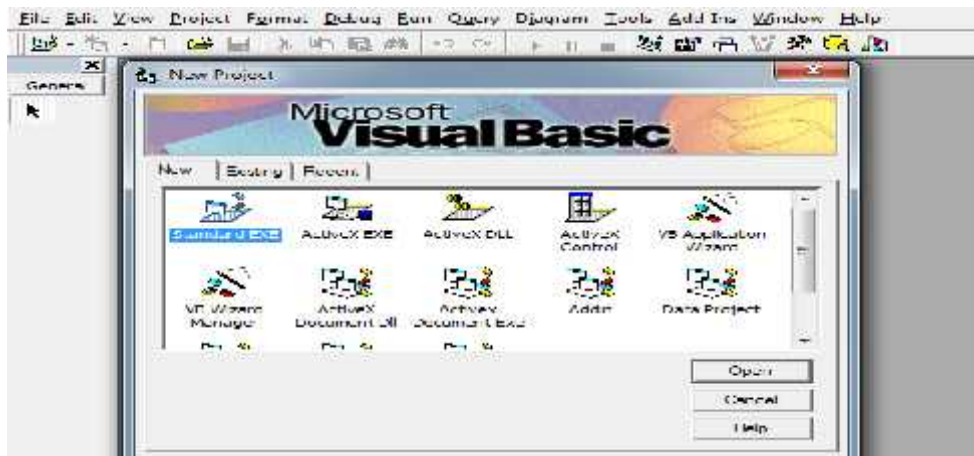 File Edit View Project Format Debug Run Query Diagram Tools Add-Ins Window Help
General
New Project
Microsoft
Visual Basic
New Existing Recent
Standard EXE ActiveX EXE ActiveX DLL ActiveX Control VB Application Wizard
VB Wizard Manager ActiveX Document Dll Activex Document Exe Addin Data Project
Open
Cancel
Help